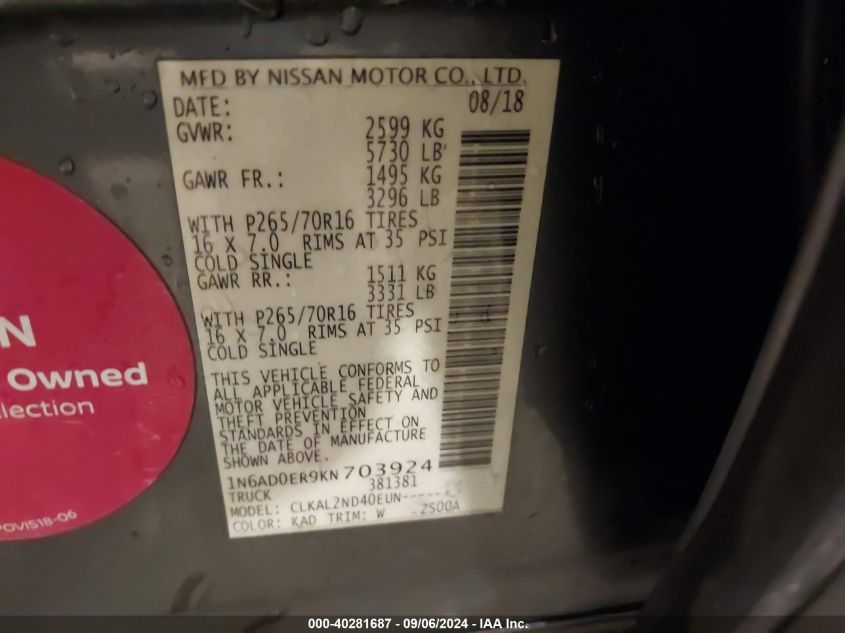 MFD BY NISSAN MOTOR CO., LTD.
DATE: 08/18
GVWR: 2599 KG
5730 LB
GAWR FR.: 1495 KG
3296 LB
WITH P265/70R16 TIRES
16 X 7.0 RIMS AT 35 PSI
COLD SINGLE
GAWR RR.: 1511 KG
3331 LB
WITH P265/70R16 TIRES
16 X 7.0 RIMS AT 35 PSI
COLD SINGLE
THIS VEHICLE CONFORMS TO
ALL APPLICABLE FEDERAL
MOTOR VEHICLE SAFETY AND
THEFT PREVENTION
STANDARDS IN EFFECT ON
THE DATE OF MANUFACTURE
SHOWN ABOVE.
1N6AD0ER9KN703924
TRUCK 381381
MODEL: CLKAL2ND40EUN-----
COLOR: KAD TRIM: W -ZS00A
N
Owned
lection
POVIS18-06
000-40281687 - 09/06/2024 - IAA Inc.